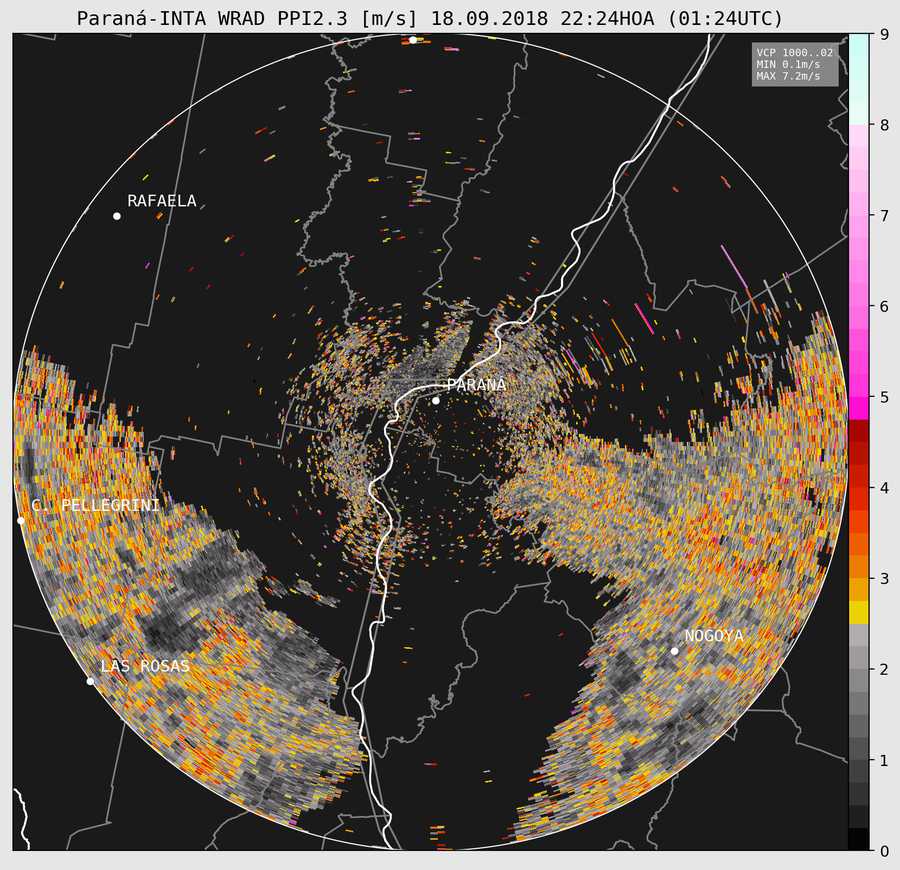 Paraná-INTA WRAD PPI2.3 [m/s] 18.09.2018 22:24HOA (01:24UTC)
VCP 1000..02
MIN 0.1m/s
MAX 7.2m/s
RAFAELA
PARANÁ
C. PELLEGRINI
NOGOYA
LAS ROSAS
9
8
7
6
5
4
3
2
1
0